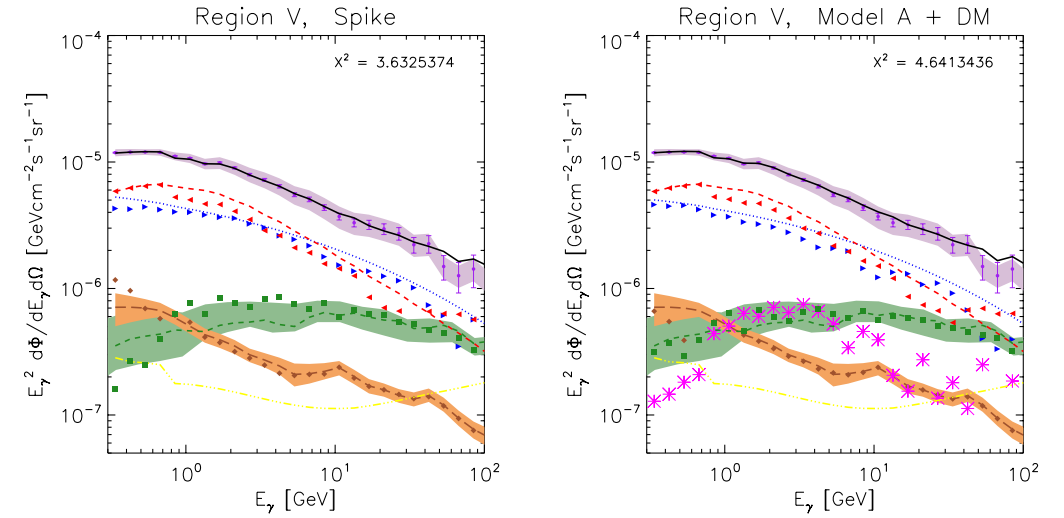 Region V, Spike
χ² = 3.6325374
10⁻⁴
10⁻⁵
10⁻⁶
10⁻⁷
E_γ² dΦ/dE_γdΩ [GeVcm⁻²s⁻¹sr⁻¹]
10⁰
10¹
10²
E_γ [GeV]
Region V, Model A + DM
χ² = 4.6413436
10⁻⁴
10⁻⁵
10⁻⁶
10⁻⁷
E_γ² dΦ/dE_γdΩ [GeVcm⁻²s⁻¹sr⁻¹]
10⁰
10¹
10²
E_γ [GeV]